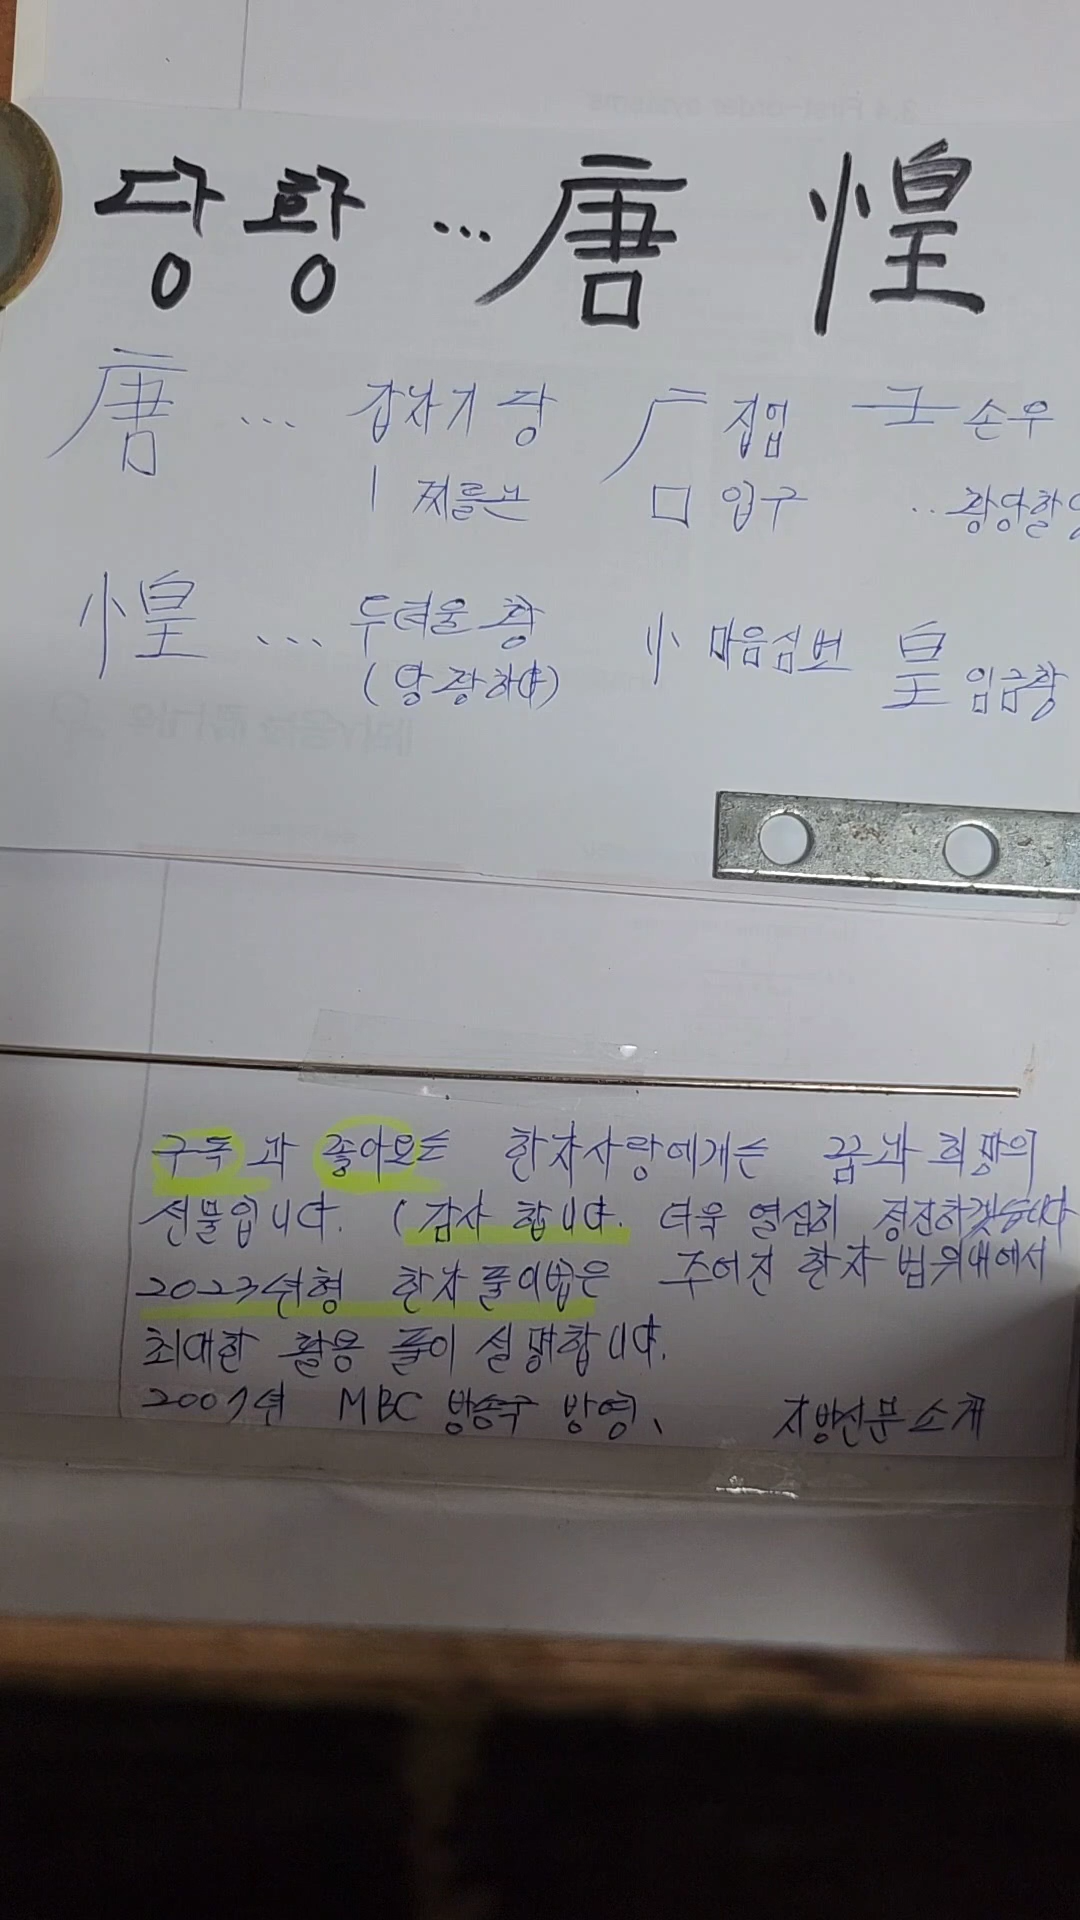 당황 ... 唐 惶
唐 ... 갑자기 당 广 집엄 손우
丨 찌를곤 口 입구 .. 황당할
惶 ... 두려울황 忄 마음심변 皇 임금황
(당황하다)
구독과 좋아요는 한자사랑에게는 꿈과 희망의
선물입니다. (감사 합니다. 더욱 열심히 정진하겠습니다
2023년형 한자 풀이법은 주어진 한자 범위내에서
최대한 활용 풀이 설명합니다.
2007년 MBC 방송국 방영、 지방신문소개